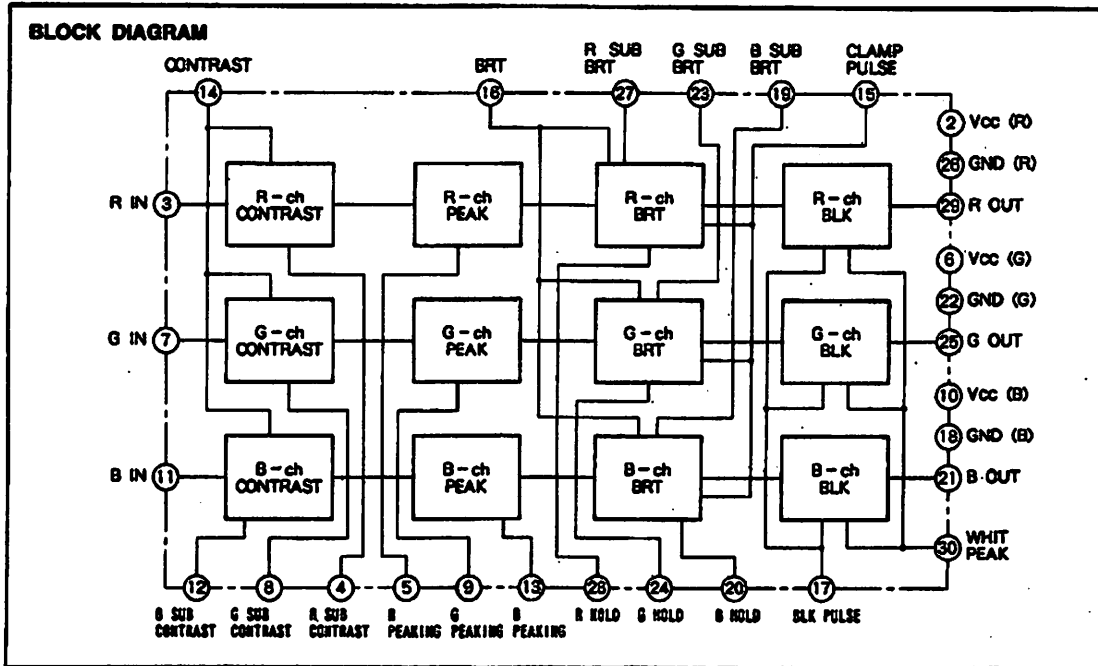 BLOCK DIAGRAM
CONTRAST
BRT
R SUB
BRT
G SUB
BRT
B SUB
BRT
CLAMP
PULSE
14
16
27
23
19
15
2 Vcc (R)
GND (R)
R IN 3
R-ch
CONTRAST
R-ch
PEAK
R-ch
BRT
R-ch
BLK
29 R OUT
6 Vcc (G)
22 GND (G)
G IN 7
G-ch
CONTRAST
G-ch
PEAK
G-ch
BRT
G-ch
BLK
25 G OUT
10 Vcc (B)
18 GND (B)
B IN 11
B-ch
CONTRAST
B-ch
PEAK
B-ch
BRT
B-ch
BLK
21 B OUT
30 WHIT
PEAK
12
8
4
5
9
13
24
20
17
SUB
CONTRAST
G SUB
CONTRAST
R SUB
CONTRAST
PEAKING
G
PEAKING
PEAKING
R HOLD
G HOLD
HOLD
BLK PULSE